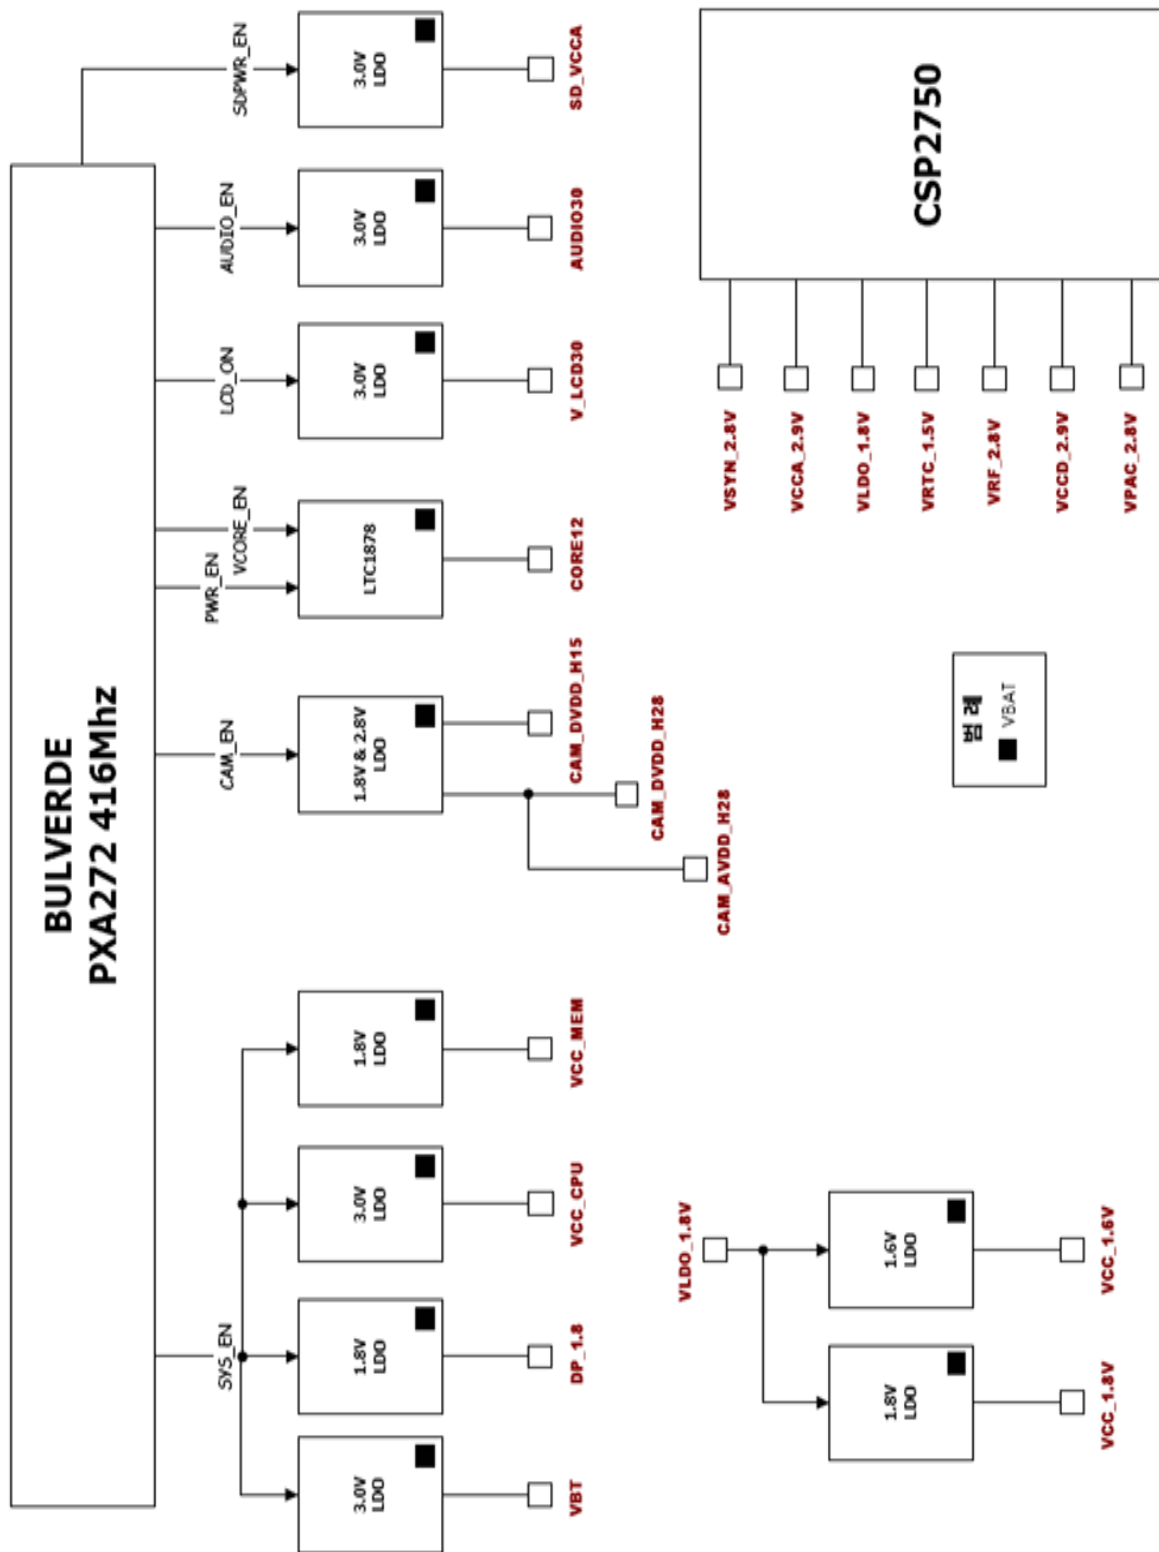 BULVERDE
PXA272 416Mhz
SYS_EN
CAM_EN
PWR_EN
VCORE_EN
LCD_ON
AUDIO_EN
SDPWR_EN
3.0V
LDO
1.8V
LDO
3.0V
LDO
1.8V
LDO
1.8V & 2.8V
LDO
LTC1878
3.0V
LDO
3.0V
LDO
3.0V
LDO
VBT
DP_1.8
VCC_CPU
VCC_MEM
CAM_DVDD_H15
CAM_DVDD_H28
CAM_AVDD_H28
CORE12
V_LCD30
AUDIO30
SD_VCCA
VLDO_1.8V
1.8V
LDO
1.6V
LDO
VCC_1.8V
VCC_1.6V
범례
VBAT
CSP2750
VSYN_2.8V
VCCA_2.9V
VLDO_1.8V
VRTC_1.5V
VRF_2.8V
VCCD_2.9V
VPAC_2.8V